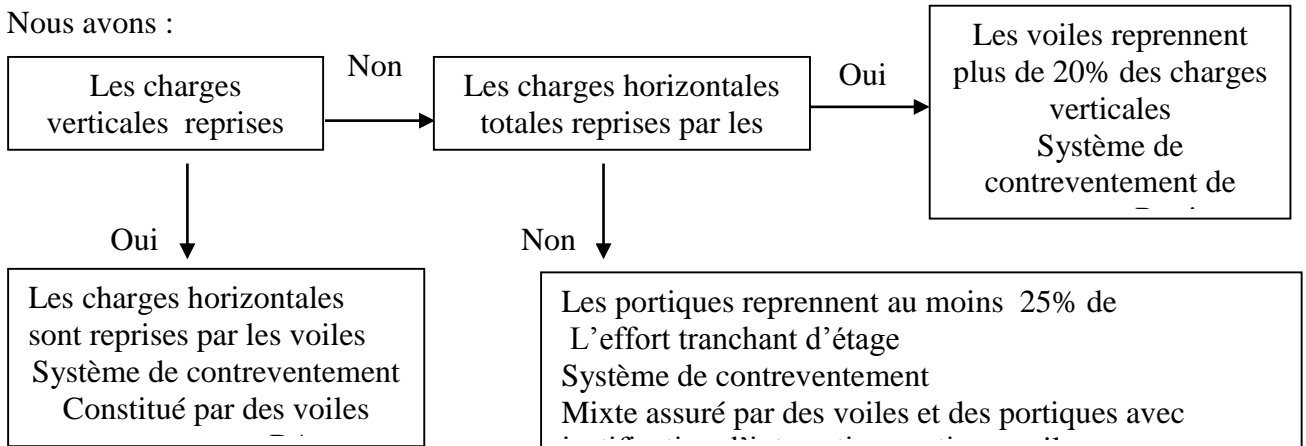 Nous avons :
Les charges
verticales reprises
Non
Les charges horizontales
totales reprises par les
Oui
Les voiles reprennent
plus de 20% des charges
verticales
Système de
contreventement de
Oui
Non
Les charges horizontales
sont reprises par les voiles
Système de contreventement
Constitué par des voiles
Les portiques reprennent au moins 25% de
L’effort tranchant d’étage
Système de contreventement
Mixte assuré par des voiles et des portiques avec